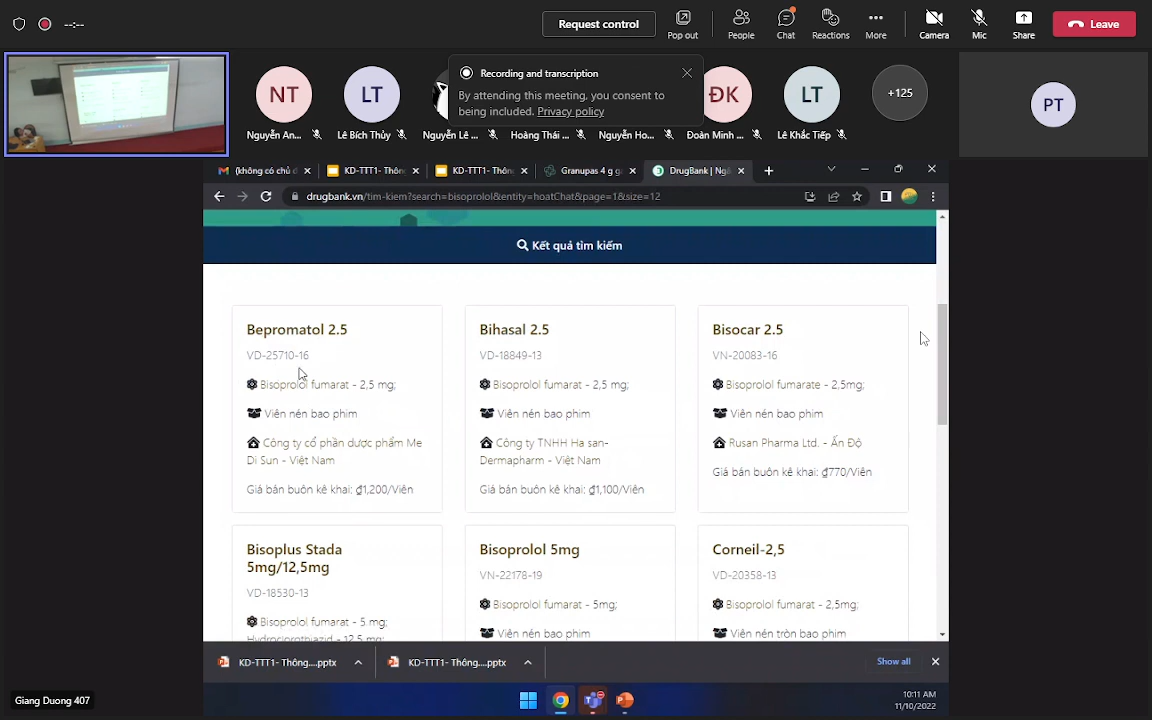 --:--
Request control
Pop out
People
Chat
Reactions
More
Camera
Mic
Share
Leave
Recording and transcription
By attending this meeting, you consent to
being included. Privacy policy
NT
LT
ĐK
LT
+125
PT
Nguyễn An...
Lê Bích Thủy
Nguyễn Lê ...
Hoàng Thái ...
Nguyễn Ho...
Đoàn Minh ...
Lê Khắc Tiếp
(không có chủ đ
KD-TTT1- Thôn
KD-TTT1- Thôn
Granupas 4 g g
DrugBank | Ngâ
drugbank.vn/tim-kiem?search=bisoprolol&entity=hoatChat&page=1&size=12
Kết quả tìm kiếm
Bepromatol 2.5
VD-25710-16
Bisoprolol fumarat - 2,5 mg;
Viên nén bao phim
Công ty cổ phần dược phẩm Me
Di Sun - Việt Nam
Giá bán buôn kê khai: ₫1,200/Viên
Bihasal 2.5
VD-18849-13
Bisoprolol fumarat - 2,5 mg;
Viên nén bao phim
Công ty TNHH Ha san-
Dermapharm - Việt Nam
Giá bán buôn kê khai: ₫1,100/Viên
Bisocar 2.5
VN-20083-16
Bisoprolol fumarate - 2,5mg;
Viên nén bao phim
Rusan Pharma Ltd. - Ấn Độ
Giá bán buôn kê khai: ₫770/Viên
Bisoplus Stada
5mg/12,5mg
VD-18530-13
Bisoprolol fumarat - 5 mg;
Hydroclorothiazid - 12,5 mg;
Bisoprolol 5mg
VN-22178-19
Bisoprolol fumarat - 5mg;
Viên nén bao phim
Corneil-2,5
VD-20358-13
Bisoprolol fumarat - 2,5mg;
Viên nén tròn bao phim
KD-TTT1- Thông....pptx
KD-TTT1- Thông....pptx
Show all
10:11 AM
11/10/2022
Giang Duong 407